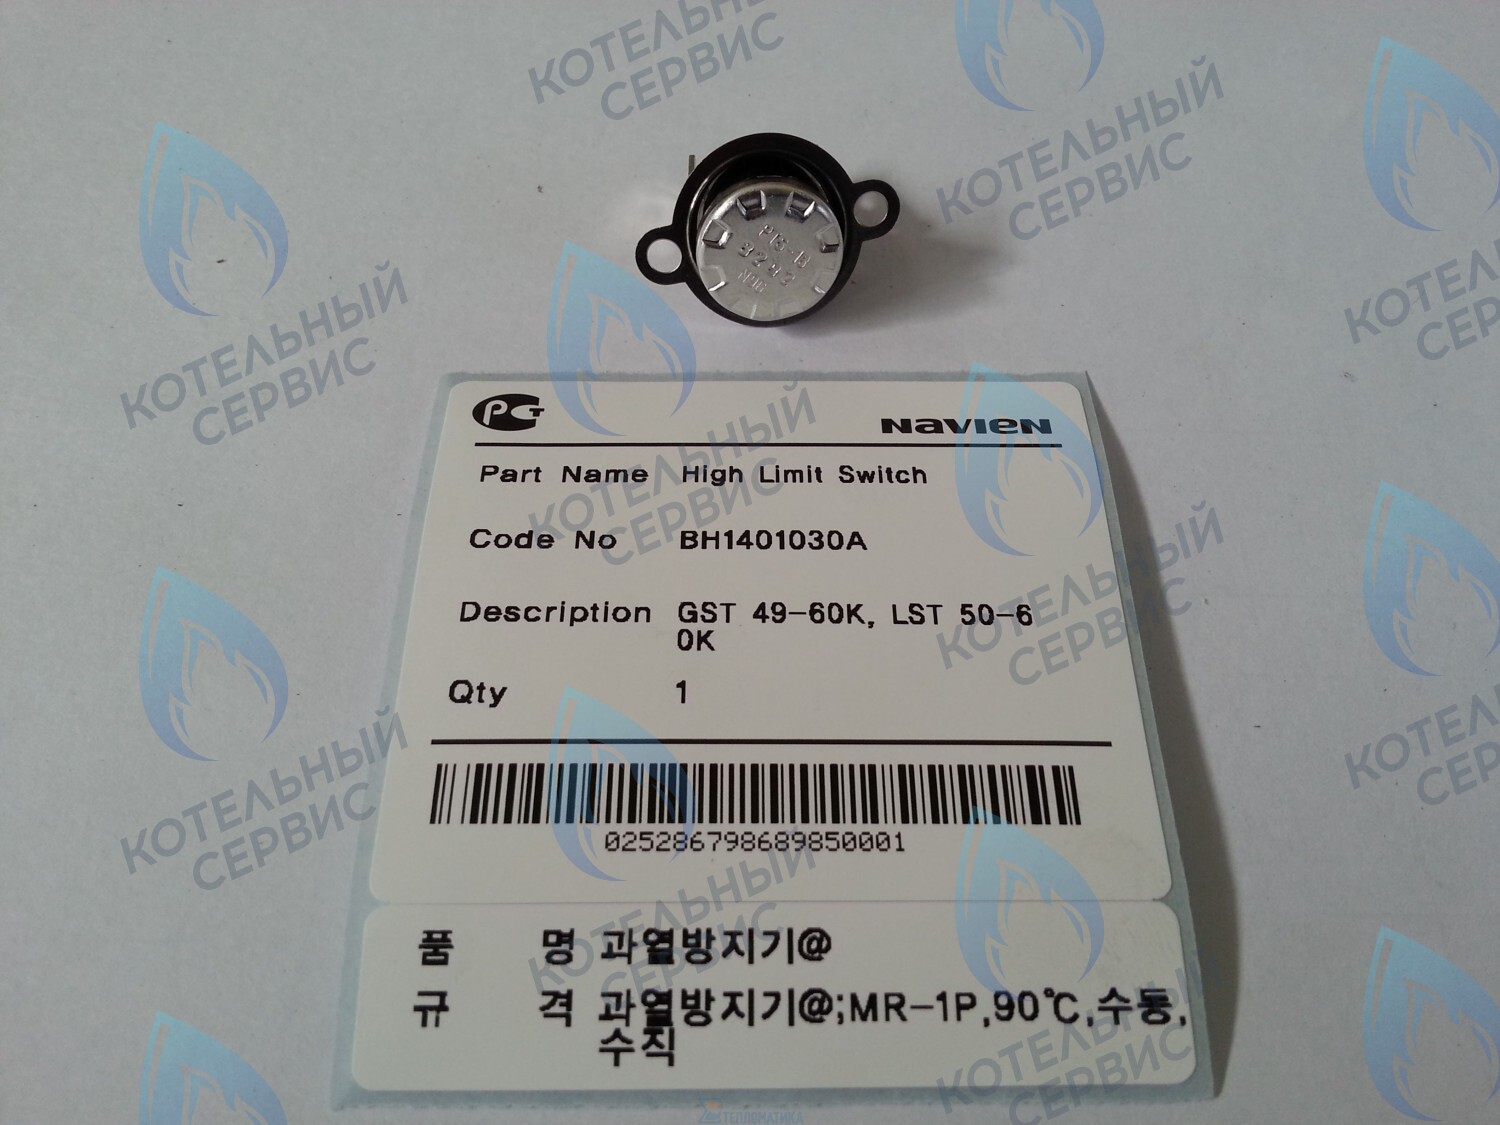 КОТЕЛЬНЫЙ
СЕРВИС
PCT
NAVIEN
Part Name High Limit Switch
Code No BH1401030A
Description GST 49-60K, LST 50-6
0K
Qty 1
025286798689850001
품 명 과열방지기@
규 격 과열방지기@;MR-1P,90℃,수동,
수직
ТЕПЛОМАТИКА